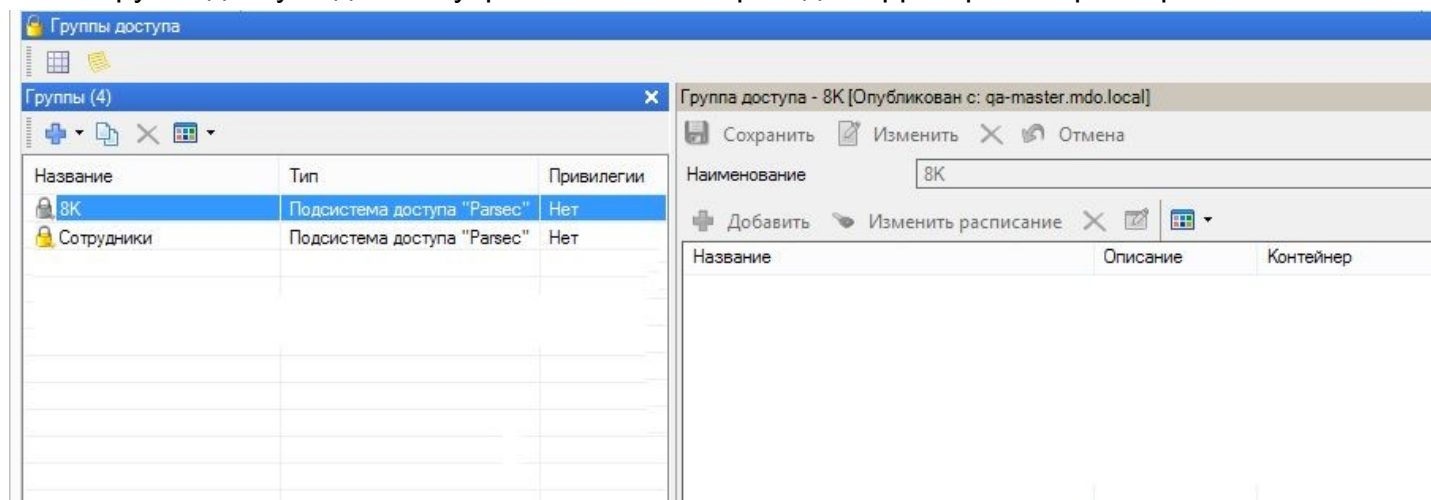 Группы доступа
Группы (4)
Название Тип Привилегии
8K Подсистема доступа "Parsec" Нет
Сотрудники Подсистема доступа "Parsec" Нет
Группа доступа - 8K [Опубликован с: qa-master.mdo.local]
Сохранить Изменить Отмена
Наименование 8K
Добавить Изменить расписание
Название Описание Контейнер